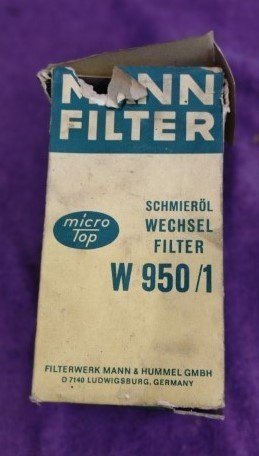 MANN
FILTER
micro
Top
SCHMIERÖL
WECHSEL
FILTER
W 950/1
FILTERWERK MANN & HUMMEL GMBH
D 7140 LUDWIGSBURG, GERMANY